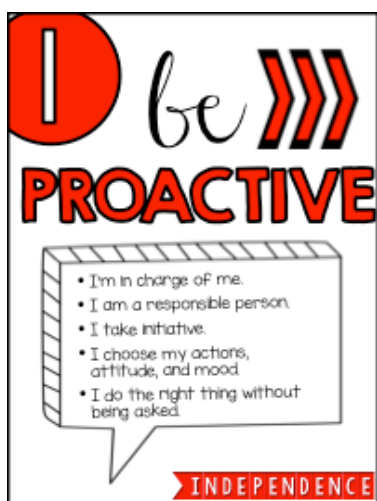 1
be
PROACTIVE
• I'm in charge of me.
• I am a responsible person.
• I take initiative.
• I choose my actions,
attitude, and mood.
• I do the right thing without
being asked.
INDEPENDENCE